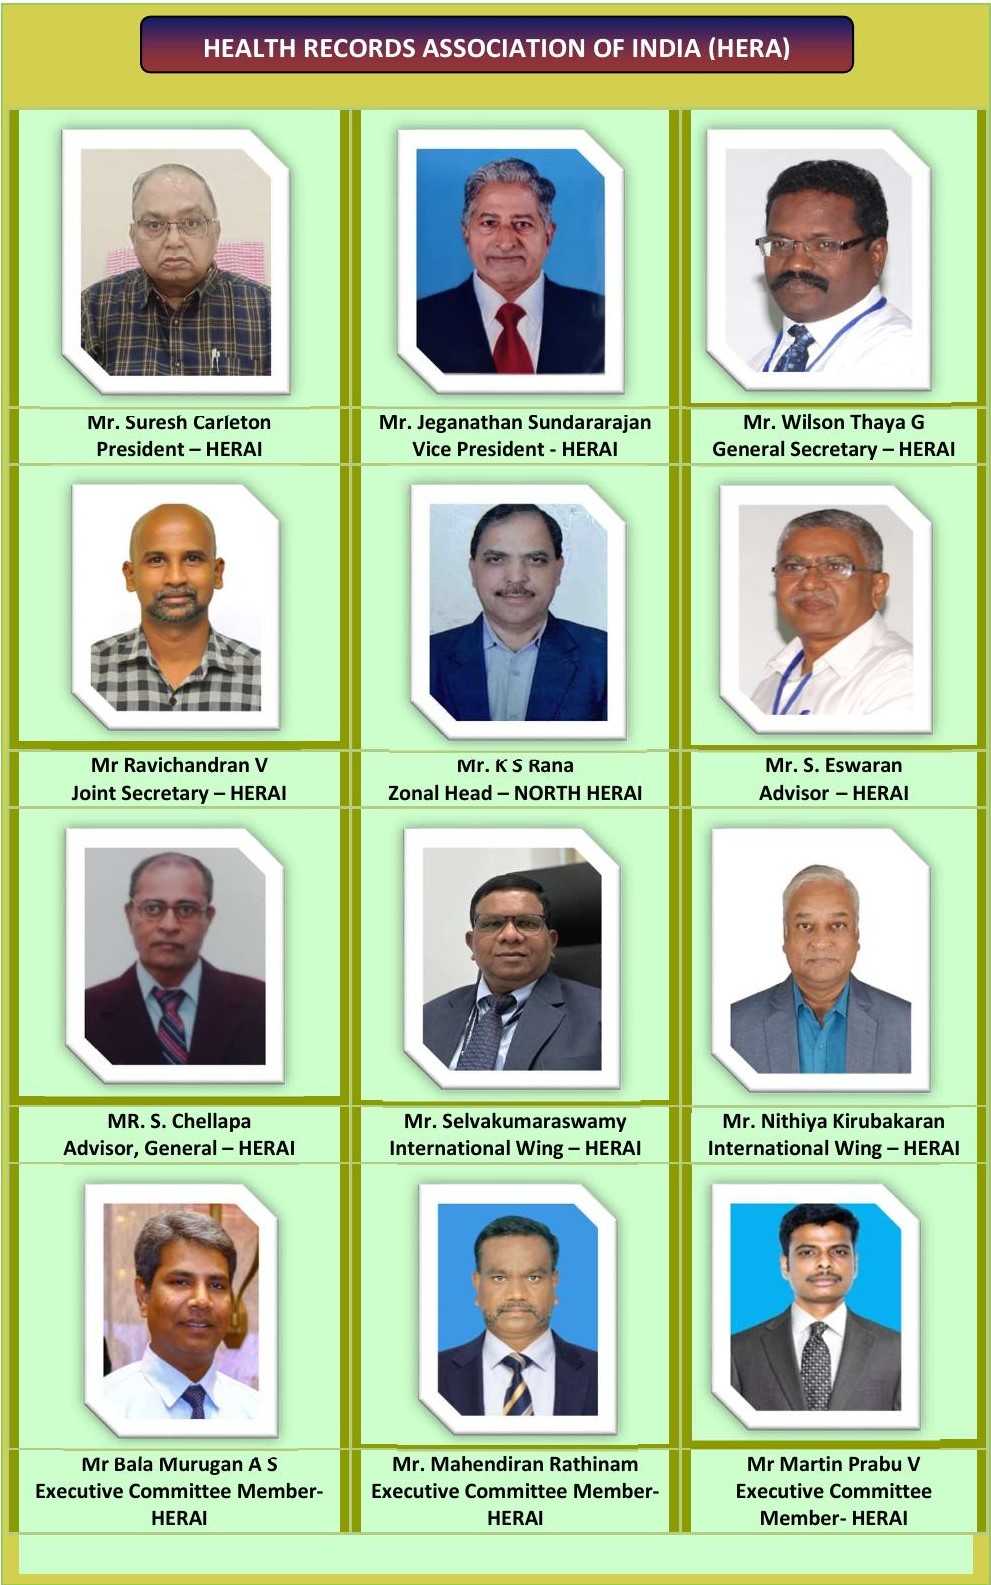 HEALTH RECORDS ASSOCIATION OF INDIA (HERA)
Mr. Suresh Carleton
President – HERAI
Mr. Jeganathan Sundararajan
Vice President - HERAI
Mr. Wilson Thaya G
General Secretary – HERAI
Mr Ravichandran V
Joint Secretary – HERAI
Mr. K S Rana
Zonal Head – NORTH HERAI
Mr. S. Eswaran
Advisor – HERAI
MR. S. Chellapa
Advisor, General – HERAI
Mr. Selvakumaraswamy
International Wing – HERAI
Mr. Nithiya Kirubakaran
International Wing – HERAI
Mr Bala Murugan A S
Executive Committee Member-
HERAI
Mr. Mahendiran Rathinam
Executive Committee Member-
HERAI
Mr Martin Prabu V
Executive Committee
Member- HERAI